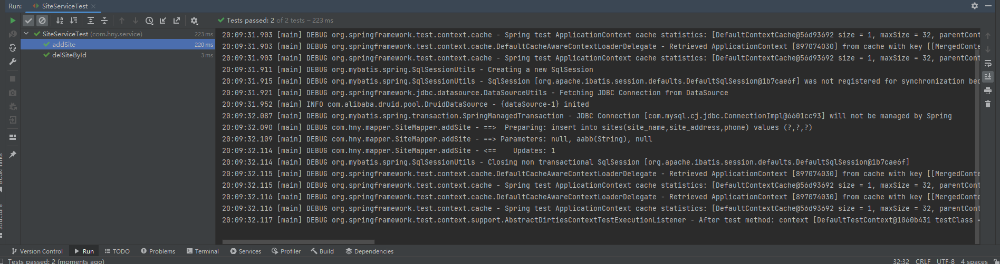 Run: SiteServiceTest
Tests passed: 2 of 2 tests – 223 ms
SiteServiceTest (com.hny.service) 223 ms
addSite 220 ms
delSiteById 3 ms
20:09:31.903 [main] DEBUG org.springframework.test.context.cache - Spring test ApplicationContext cache statistics: [DefaultContextCache@56d93692 size = 1, maxSize = 32, parentCont
20:09:31.903 [main] DEBUG org.springframework.test.context.cache.DefaultCacheAwareContextLoaderDelegate - Retrieved ApplicationContext [897074030] from cache with key [[MergedConte
20:09:31.903 [main] DEBUG org.springframework.test.context.cache - Spring test ApplicationContext cache statistics: [DefaultContextCache@56d93692 size = 1, maxSize = 32, parentCont
20:09:31.911 [main] DEBUG org.mybatis.spring.SqlSessionUtils - Creating a new SqlSession
20:09:31.915 [main] DEBUG org.mybatis.spring.SqlSessionUtils - SqlSession [org.apache.ibatis.session.defaults.DefaultSqlSession@1b7cae6f] was not registered for synchronization bec
20:09:31.921 [main] DEBUG org.springframework.jdbc.datasource.DataSourceUtils - Fetching JDBC Connection from DataSource
20:09:31.952 [main] INFO com.alibaba.druid.pool.DruidDataSource - {dataSource-1} inited
20:09:32.087 [main] DEBUG org.mybatis.spring.transaction.SpringManagedTransaction - JDBC Connection [com.mysql.cj.jdbc.ConnectionImpl@6601cc93] will not be managed by Spring
20:09:32.090 [main] DEBUG com.hny.mapper.SiteMapper.addSite - ==>  Preparing: insert into sites(site_name,site_address,phone) values (?,?,?)
20:09:32.109 [main] DEBUG com.hny.mapper.SiteMapper.addSite - ==> Parameters: null, aabb(String), null
20:09:32.114 [main] DEBUG com.hny.mapper.SiteMapper.addSite - <==    Updates: 1
20:09:32.114 [main] DEBUG org.mybatis.spring.SqlSessionUtils - Closing non transactional SqlSession [org.apache.ibatis.session.defaults.DefaultSqlSession@1b7cae6f]
20:09:32.115 [main] DEBUG org.springframework.test.context.cache.DefaultCacheAwareContextLoaderDelegate - Retrieved ApplicationContext [897074030] from cache with key [[MergedConte
20:09:32.115 [main] DEBUG org.springframework.test.context.cache - Spring test ApplicationContext cache statistics: [DefaultContextCache@56d93692 size = 1, maxSize = 32, parentCont
20:09:32.116 [main] DEBUG org.springframework.test.context.cache.DefaultCacheAwareContextLoaderDelegate - Retrieved ApplicationContext [897074030] from cache with key [[MergedConte
20:09:32.116 [main] DEBUG org.springframework.test.context.cache - Spring test ApplicationContext cache statistics: [DefaultContextCache@56d93692 size = 1, maxSize = 32, parentCont
20:09:32.117 [main] DEBUG org.springframework.test.context.support.AbstractDirtiesContextTestExecutionListener - After test method: context [DefaultTestContext@1060b431 testClass =
Bookmarks
Structure
Version Control Run TODO Problems Terminal Services Profiler Build Dependencies
Tests passed: 2 (moments ago) 32:32 CRLF UTF-8 4 spaces